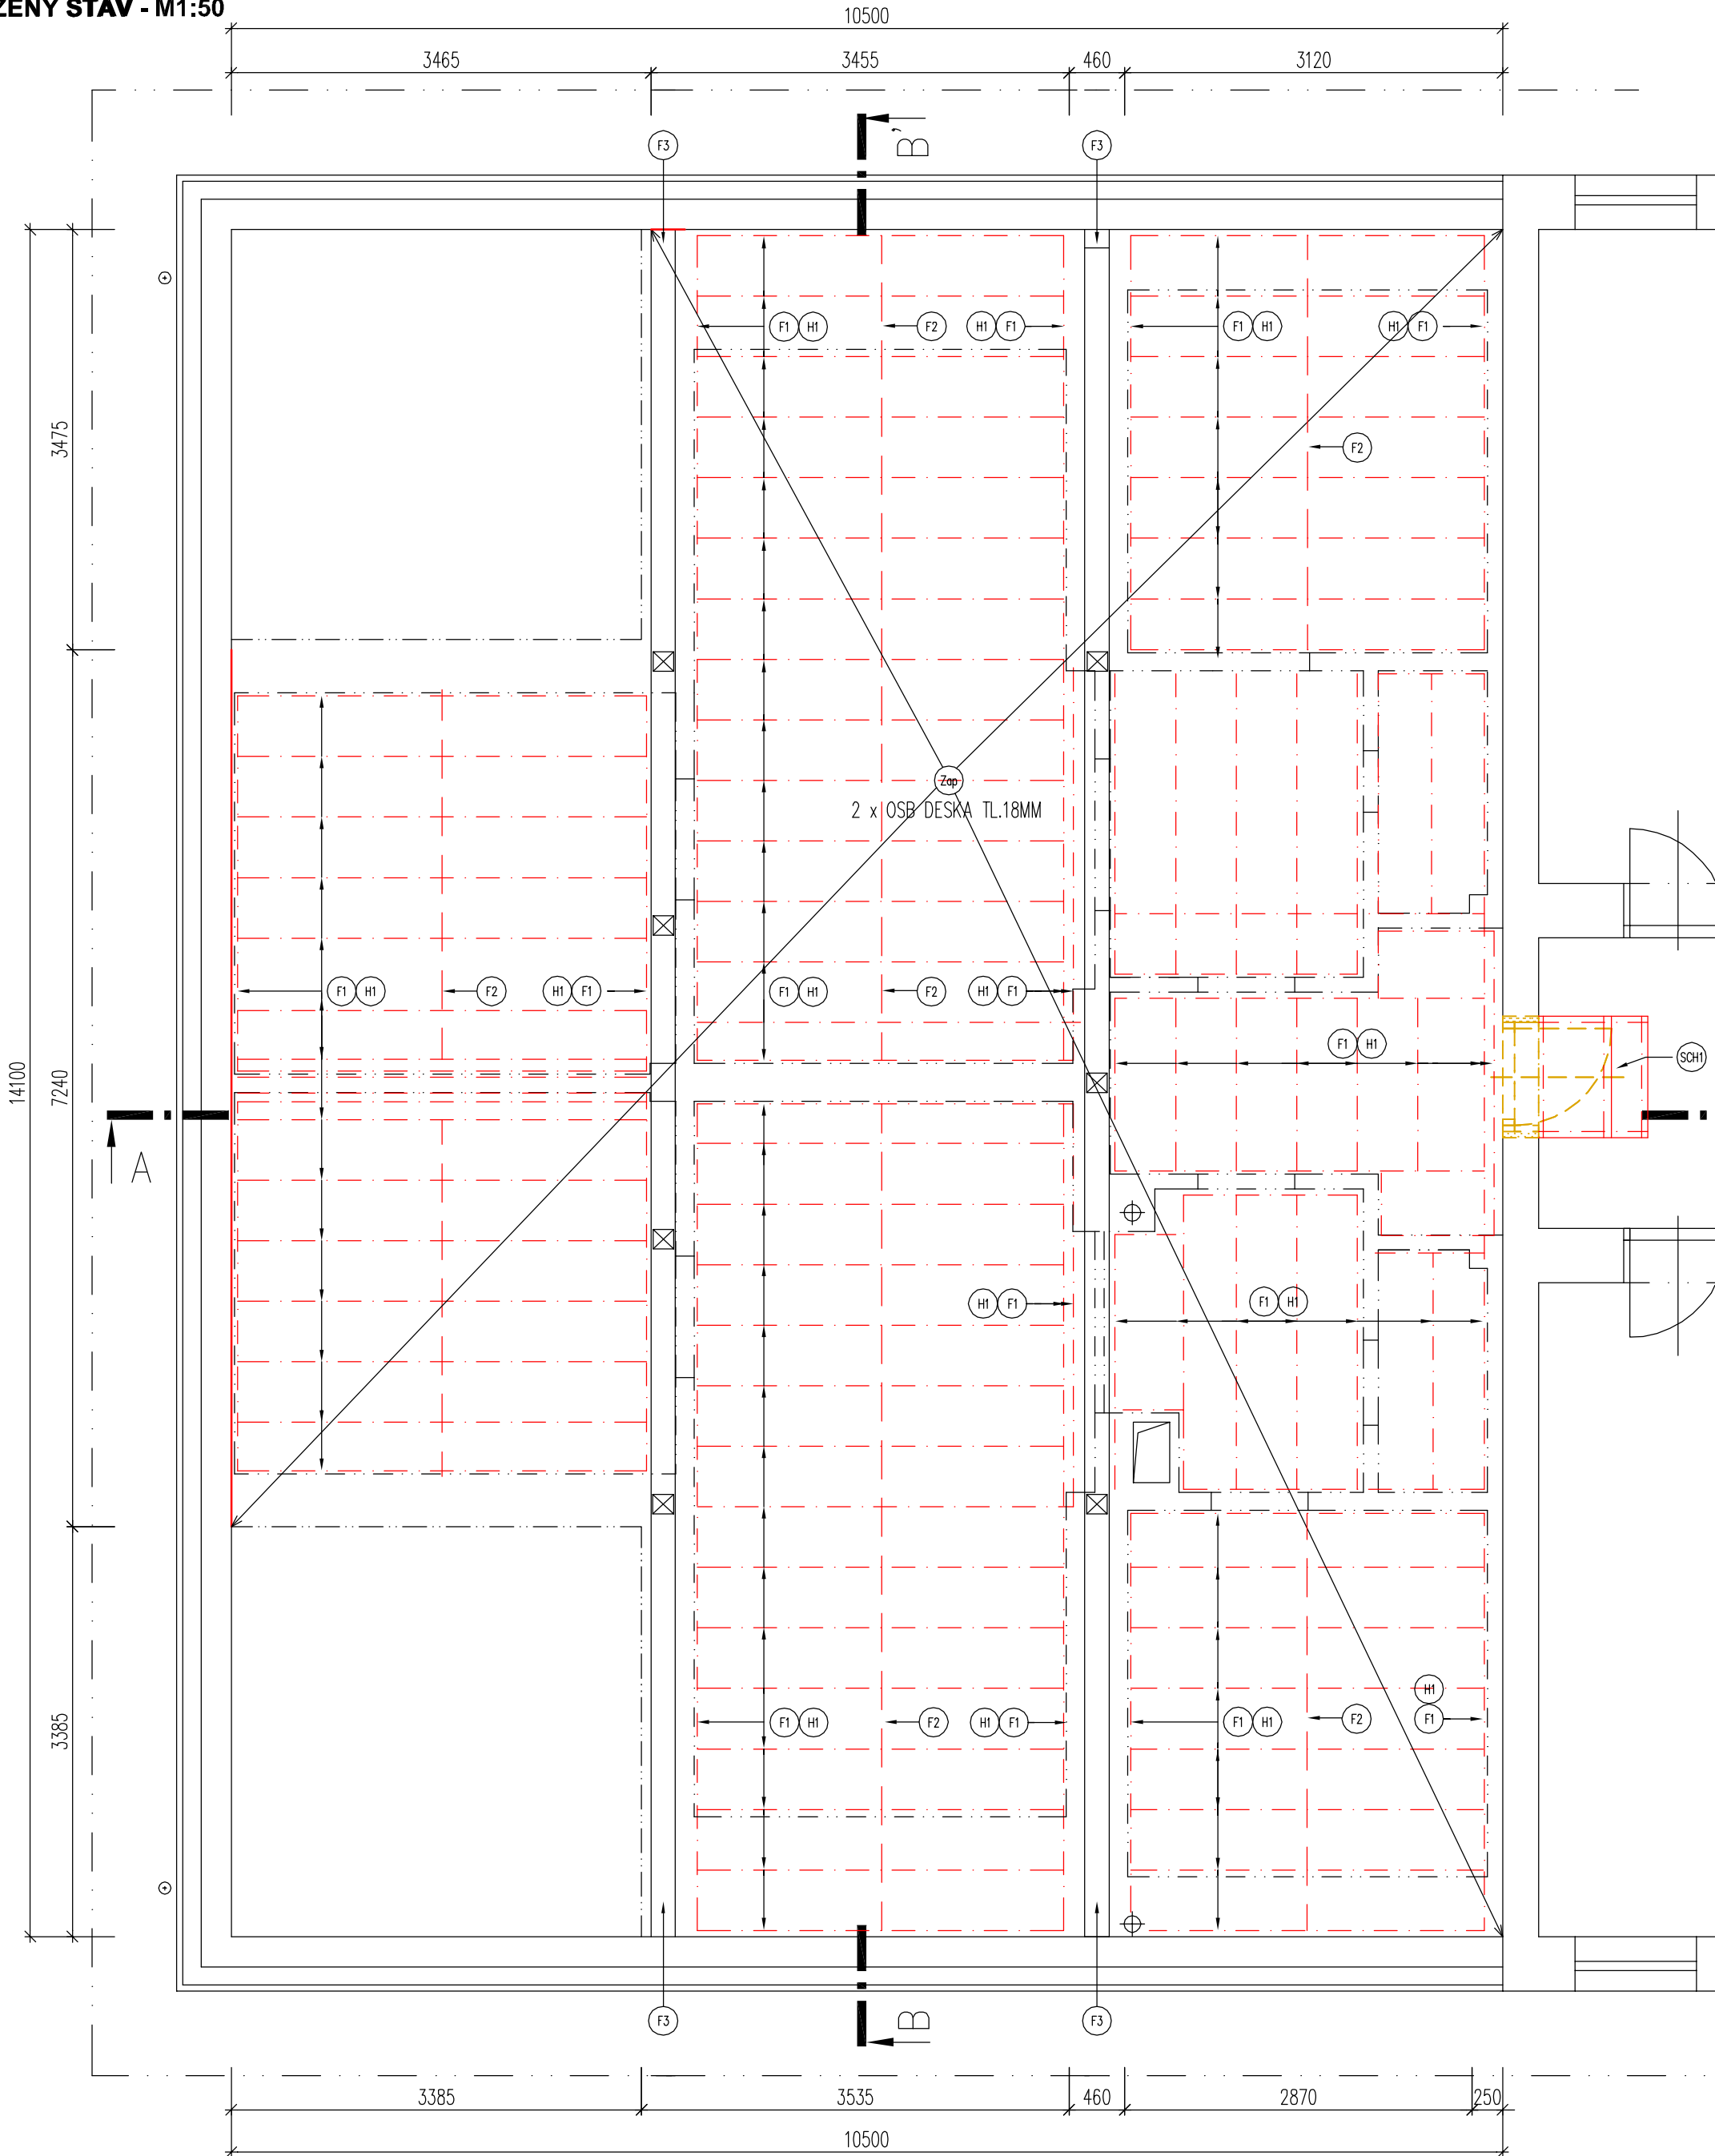 STAV - M1:50
10500
3465 3455 460 3120
B'
F3 F3
F1 H1 F2 H1 F1 F1 H1 H1 F1
F2
3475
Zap
2 x OSB DESKA TL.18MM
F1 H1 F2 H1 F1 F1 H1 F2 H1 F1
F1 H1
SCH1
14100
7240
A
H1 F1 F1 H1
3385
H1
F1 H1 F2 H1 F1 F1 H1 F2 F1
F3 F3
B
3385 3535 460 2870 250
10500